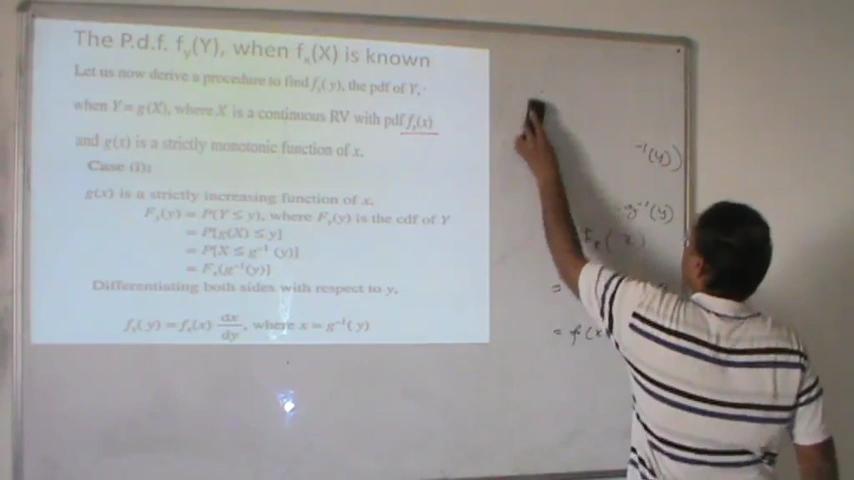 The P.d.f. fy(Y), when fx(X) is known
Let us now derive a procedure to find fy(y), the pdf of Y,
when Y = g(X), where X is a continuous RV with pdf fx(x)
and g(x) is a strictly monotonic function of x.
Case (i):
g(x) is a strictly increasing function of x.
Fy(y) = P(Y ≤ y), where Fy(y) is the cdf of Y
= P[g(X) ≤ y]
= P[X ≤ g⁻¹ (y)]
= Fx(g⁻¹(y)]
Differentiating both sides with respect to y,
fy(y) = fx(x) dx/dy, where x = g⁻¹(y)
⁻¹(y))
g⁻¹(y)
(x)
=
= f(x